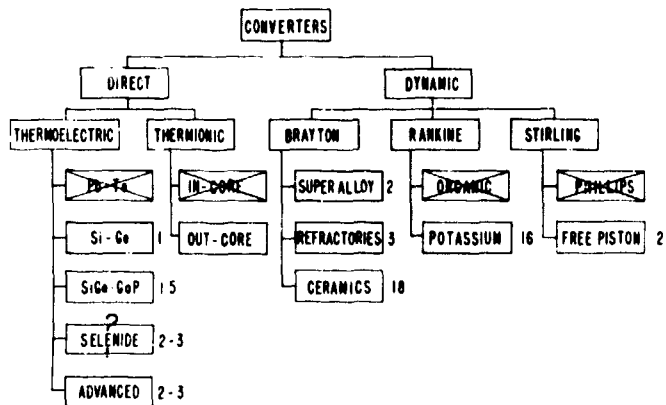 CONVERTERS
DIRECT DYNAMIC
THERMOELECTRIC THERMIONIC BRAYTON RANKINE STIRLING
Pb-Te IN-CORE SUPER ALLOY 2 ORGANIC PHILLIPS
Si-Ge 1 OUT-CORE REFRACTORIES 3 POTASSIUM 16 FREE PISTON 2
SiGe-GaP 1 5 CERAMICS 18
?
SELENIDE 2-3
ADVANCED 2-3